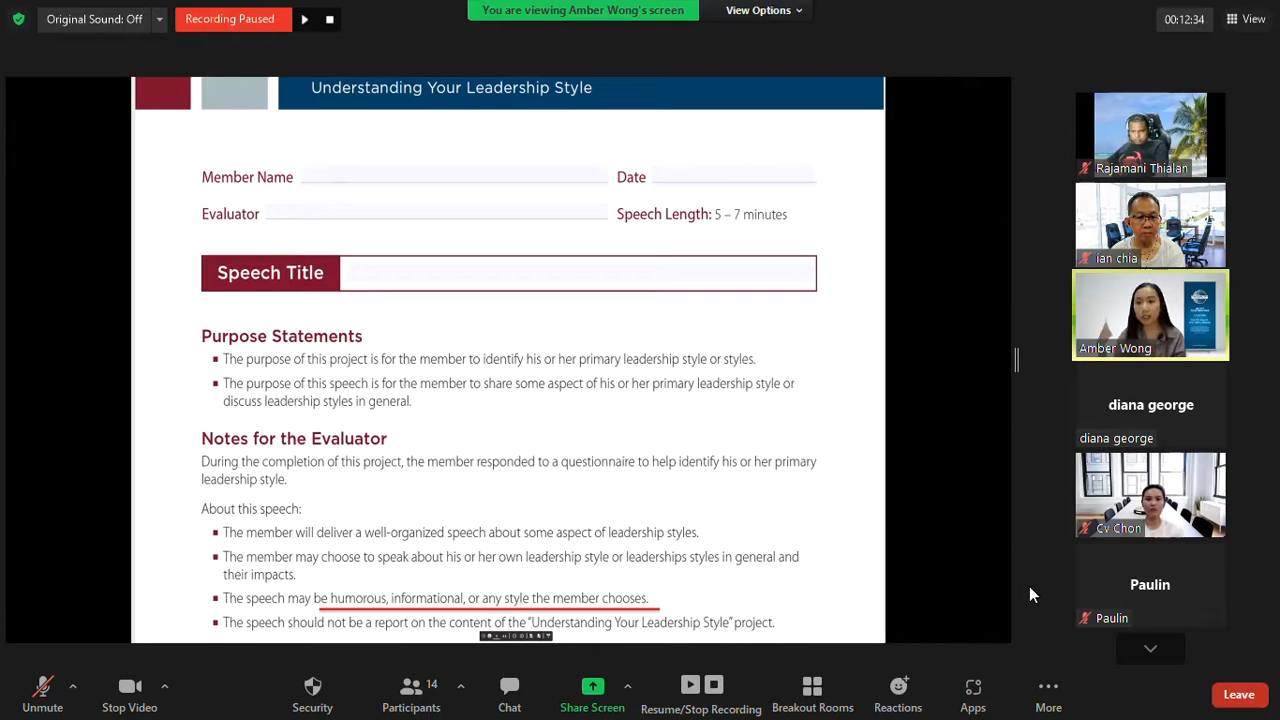 Original Sound: Off
Recording Paused
You are viewing Amber Wong's screen
View Options
00:12:34
View
Understanding Your Leadership Style
Member Name
Date
Evaluator
Speech Length: 5 – 7 minutes
Speech Title
Purpose Statements
The purpose of this project is for the member to identify his or her primary leadership style or styles.
The purpose of this speech is for the member to share some aspect of his or her primary leadership style or
discuss leadership styles in general.
Notes for the Evaluator
During the completion of this project, the member responded to a questionnaire to help identify his or her primary
leadership style.
About this speech:
The member will deliver a well-organized speech about some aspect of leadership styles.
The member may choose to speak about his or her own leadership style or leaderships styles in general and
their impacts.
The speech may be humorous, informational, or any style the member chooses.
The speech should not be a report on the content of the “Understanding Your Leadership Style” project.
Rajamani Thialan
ian chia
Amber Wong
diana george
diana george
Cv Chon
Paulin
Paulin
Unmute
Stop Video
Security
14
Participants
Chat
Share Screen
Resume/Stop Recording
Breakout Rooms
Reactions
Apps
More
Leave